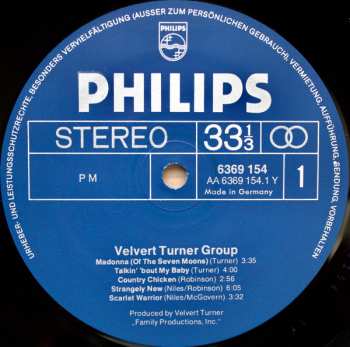 URHEBER- UND LEISTUNGSSCHUTZRECHTE, BESONDERS VERVIELFÄLTIGUNG (AUSSER ZUM PERSÖNLICHEN GEBRAUCH), VERMIETUNG, AUFFÜHRUNG, SENDUNG, VORBEHALTEN
PHILIPS
PHILIPS
STEREO 33 1/3
6369 154
PM AA 6369 154.1 Y 1
Made in Germany
Velvert Turner Group
Madonna (Of The Seven Moons) (Turner) 3:35
Talkin' 'bout My Baby (Turner) 4:00
Country Chicken (Robinson) 2:56
Strangely New (Niles/Robinson) 6:05
Scarlet Warrior (Niles/McGovern) 3:32
Produced by Velvert Turner
„Family Productions, Inc."